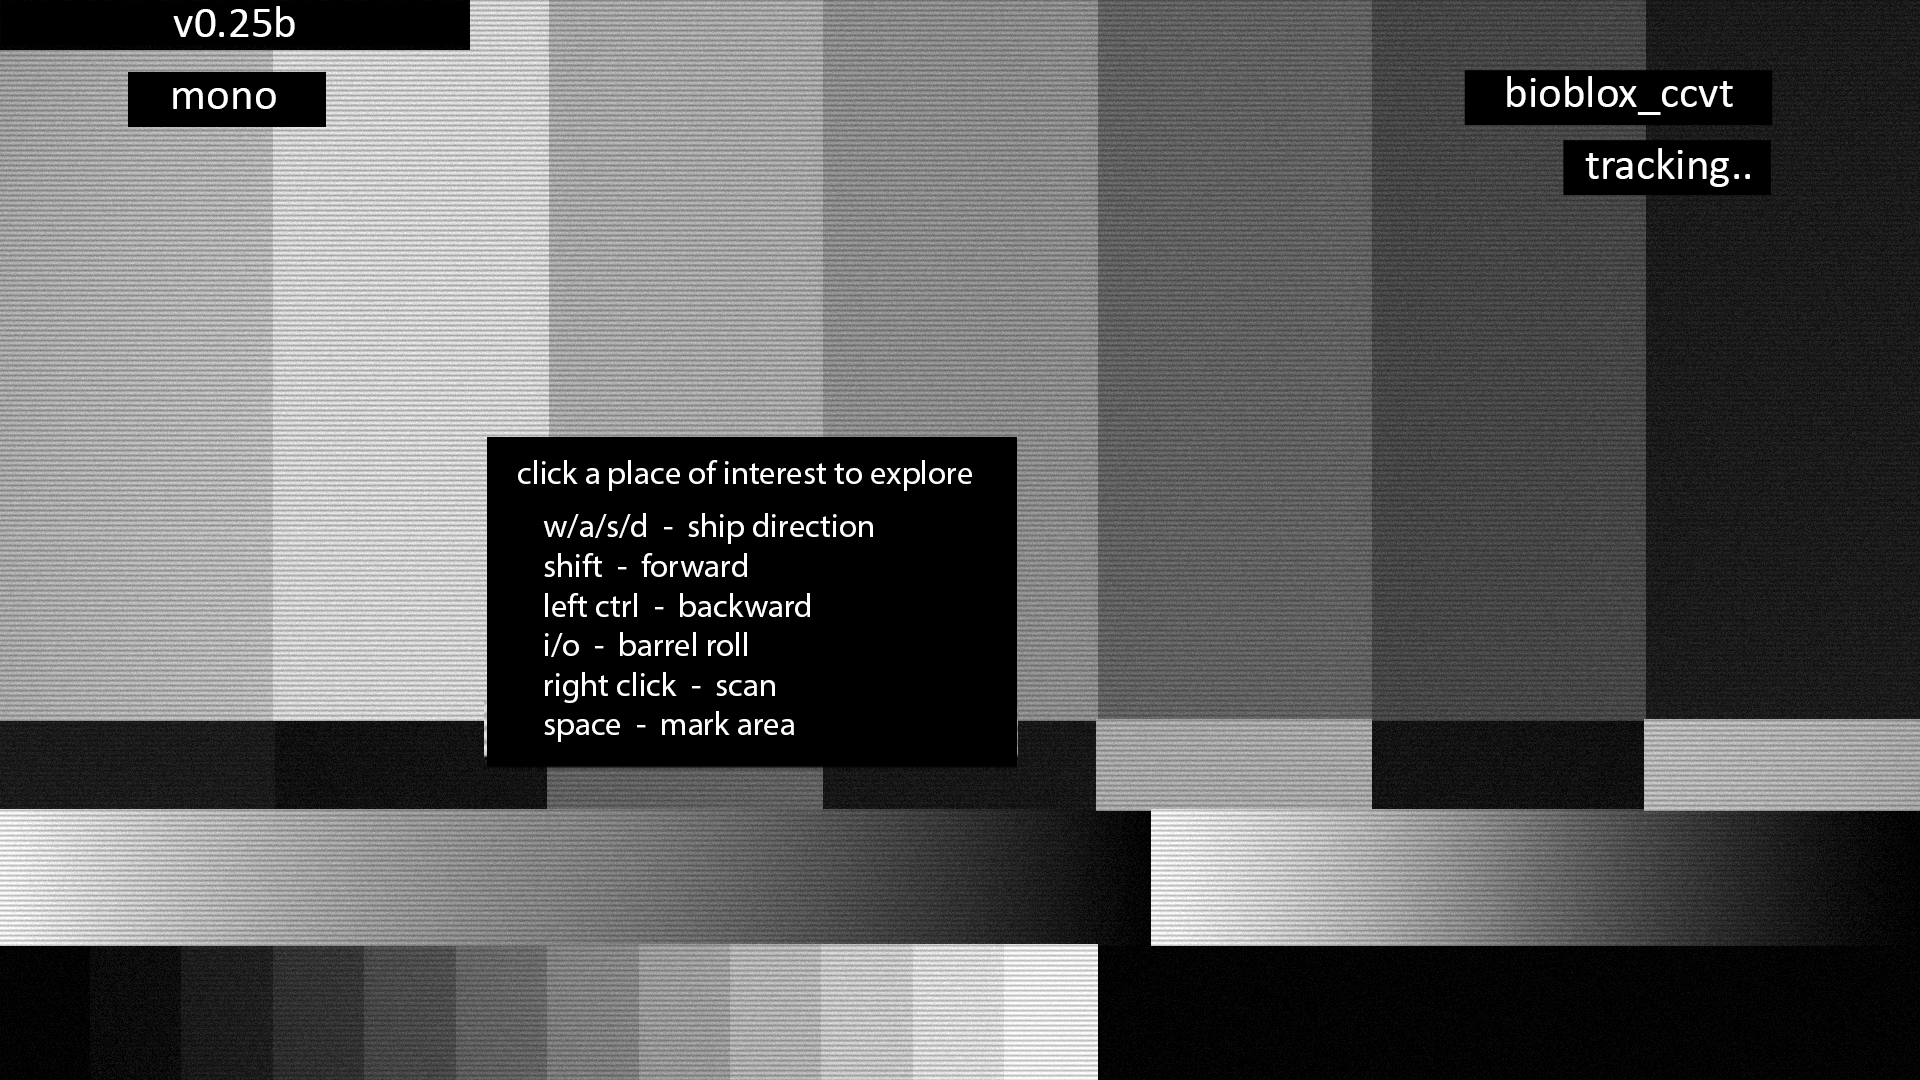 v0.25b
mono
bioblox_ccvt
tracking..
click a place of interest to explore
w/a/s/d - ship direction
shift - forward
left ctrl - backward
i/o - barrel roll
right click - scan
space - mark area